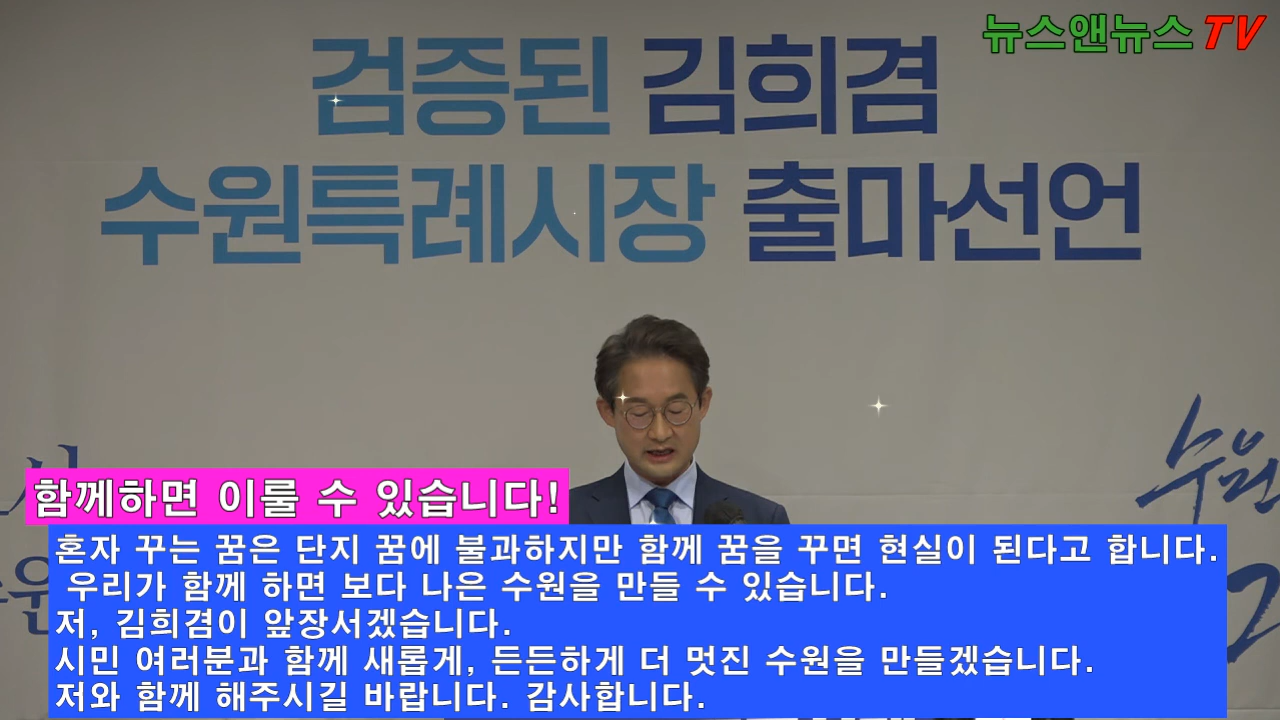 뉴스앤뉴스 TV
검증된 김희겸
수원특례시장 출마선언
수원
함께하면 이룰 수 있습니다!
혼자 꾸는 꿈은 단지 꿈에 불과하지만 함께 꿈을 꾸면 현실이 된다고 합니다.
우리가 함께 하면 보다 나은 수원을 만들 수 있습니다.
저, 김희겸이 앞장서겠습니다.
시민 여러분과 함께 새롭게, 든든하게 더 멋진 수원을 만들겠습니다.
저와 함께 해주시길 바랍니다. 감사합니다.